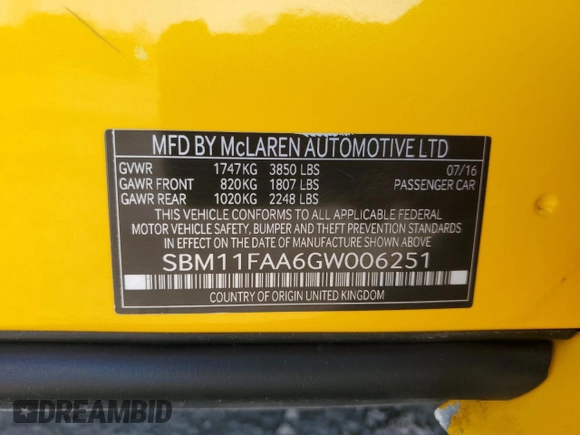 MFD BY McLAREN AUTOMOTIVE LTD
GVWR 1747KG 3850 LBS 07/16
GAWR FRONT 820KG 1807 LBS PASSENGER CAR
GAWR REAR 1020KG 2248 LBS
THIS VEHICLE CONFORMS TO ALL APPLICABLE FEDERAL
MOTOR VEHICLE SAFETY, BUMPER AND THEFT PREVENTION STANDARDS
IN EFFECT ON THE DATE OF MANUFACTURE SHOWN ABOVE
SBM11FAA6GW006251
COUNTRY OF ORIGIN UNITED KINGDOM
DREAMBID